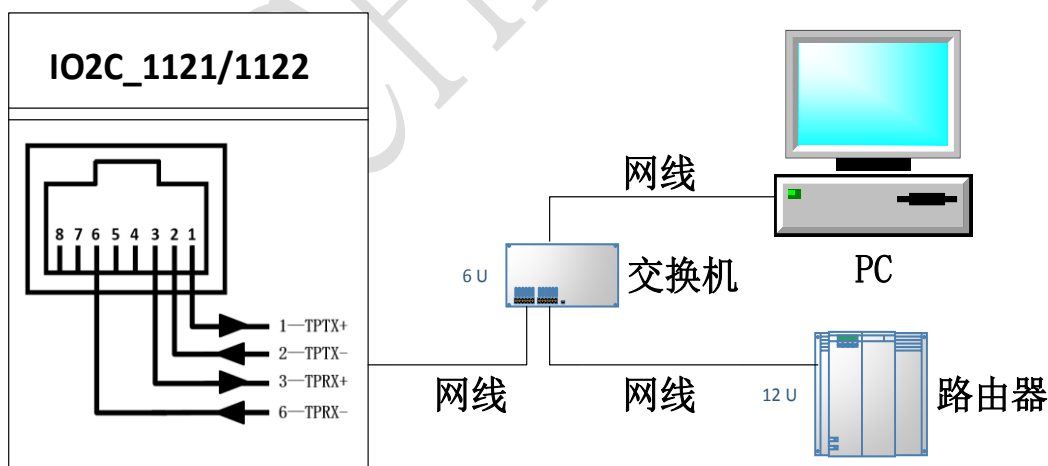 IO2C_1121/1122
8 7 6 5 4 3 2 1
1—TPTX+
2—TPTX-
3—TPRX+
6—TPRX-
网线
网线
网线
6 U
交换机
PC
12 U
路由器